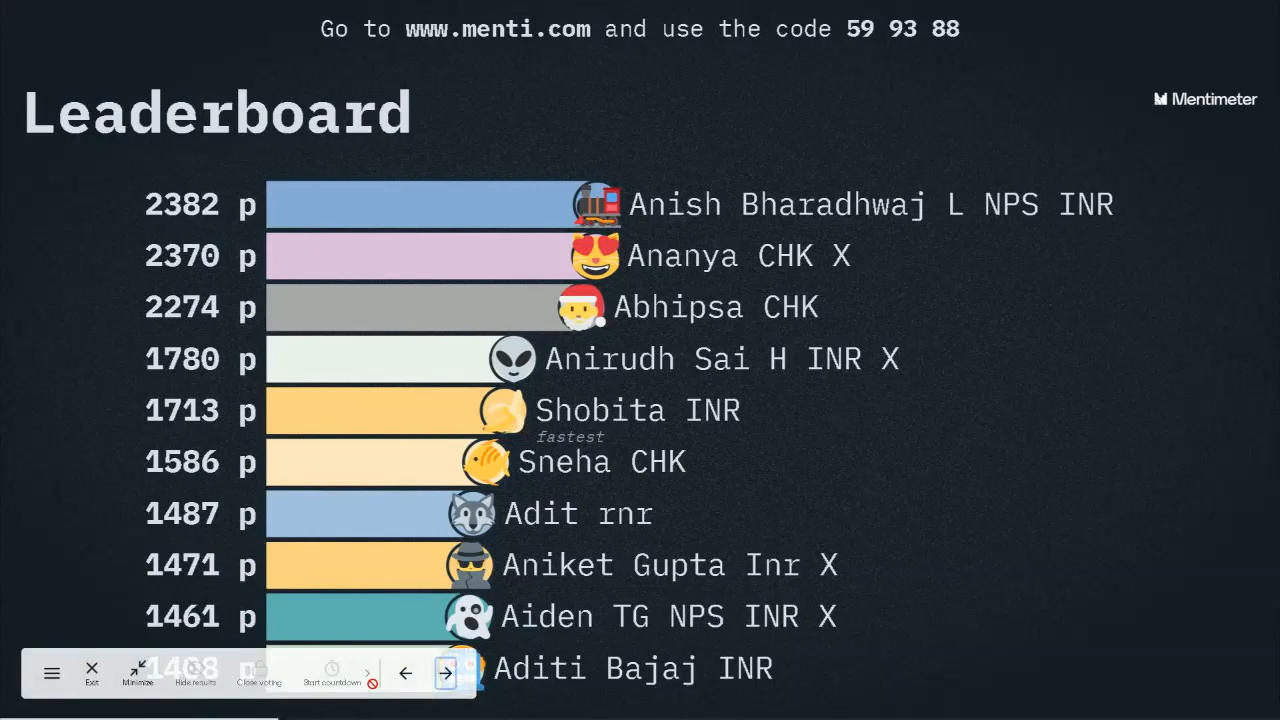 Go to www.menti.com and use the code 59 93 88
Leaderboard
Mentimeter
2382 p Anish Bharadhwaj L NPS INR
2370 p Ananya CHK X
2274 p Abhipsa CHK
1780 p Anirudh Sai H INR X
1713 p Shobita INR
fastest
1586 p Sneha CHK
1487 p Adit rnr
1471 p Aniket Gupta Inr X
1461 p Aiden TG NPS INR X
1408 p Aditi Bajaj INR
Exit Minimize Hide results Close voting Start countdown